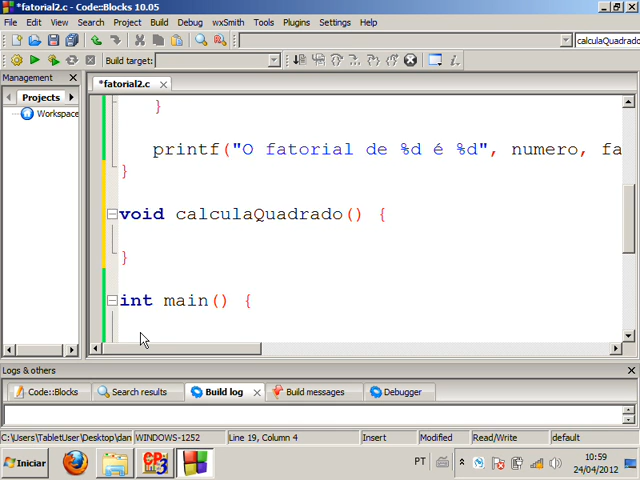 *fatorial2.c - Code::Blocks 10.05
File Edit View Search Project Build Debug wxSmith Tools Plugins Settings Help
calculaQuadrado
Build target:
Management
Projects
Workspace
*fatorial2.c
}
printf("O fatorial de %d é %d", numero, fa
}
void calculaQuadrado() {
}
int main() {
Logs & others
Code::Blocks Search results Build log Build messages Debugger
C:\Users\TabletUser\Desktop\dan WINDOWS-1252 Line 19, Column 4 Insert Modified Read/Write default
Iniciar
PT
10:59
24/04/2012